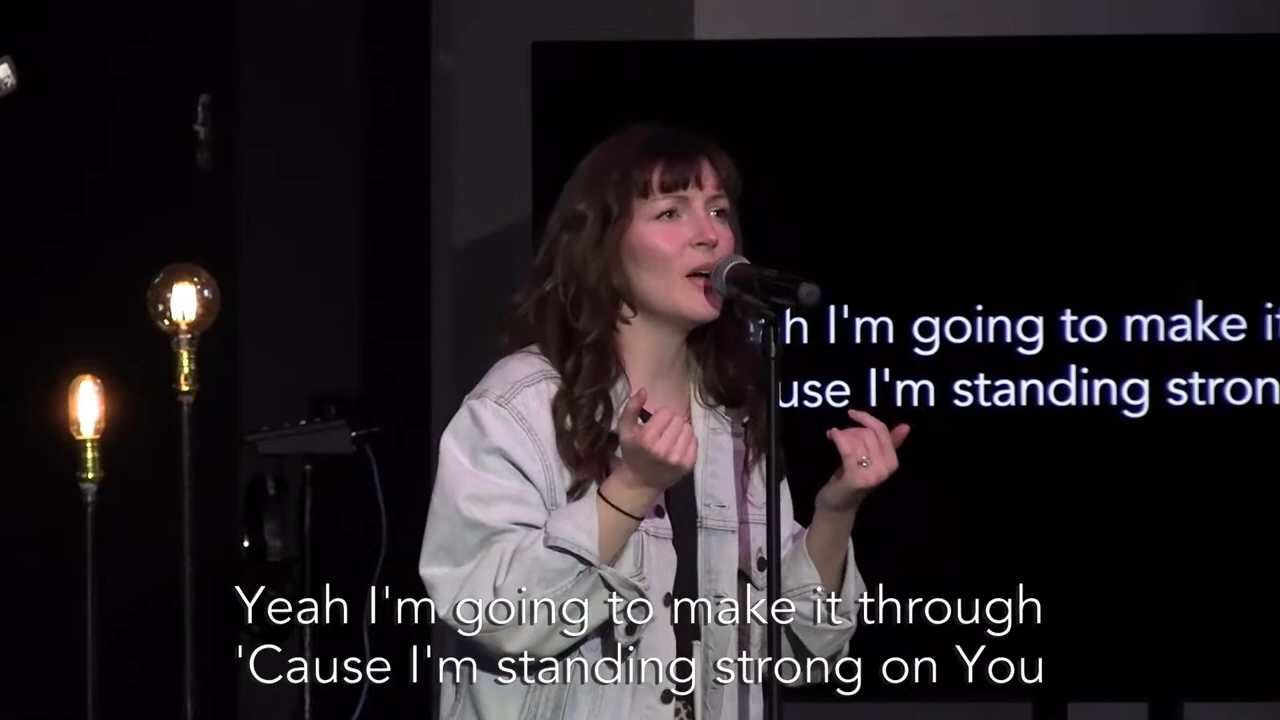 h I'm going to make it
use I'm standing stron
Yeah I'm going to make it through
'Cause I'm standing strong on You